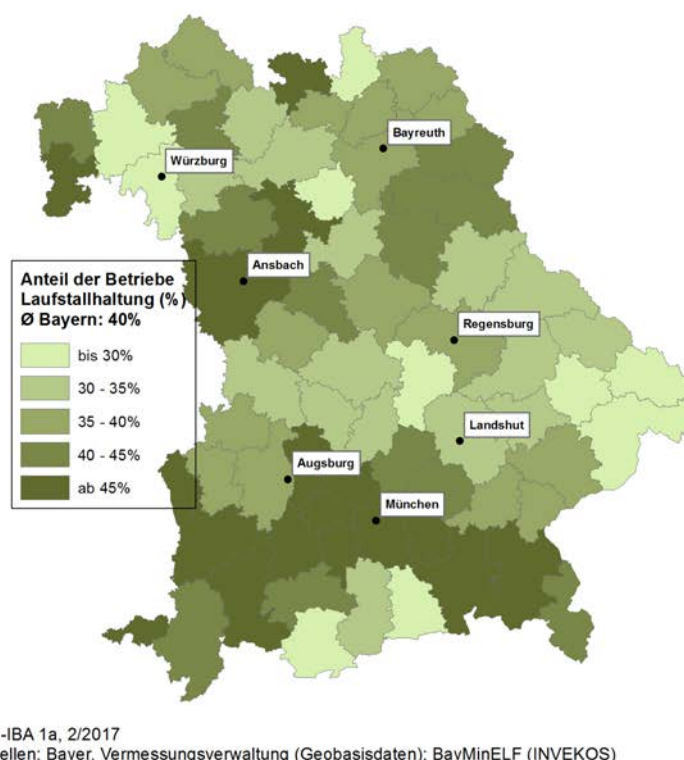 Bayreuth
Würzburg
Ansbach
Anteil der Betriebe
Laufstallhaltung (%)
Ø Bayern: 40%
bis 30%
30 - 35%
35 - 40%
40 - 45%
ab 45%
Regensburg
Landshut
Augsburg
München
-IBA 1a, 2/2017
ellen: Bayer. Vermessungsverwaltung (Geobasisdaten); BayMinELF (INVEKOS)